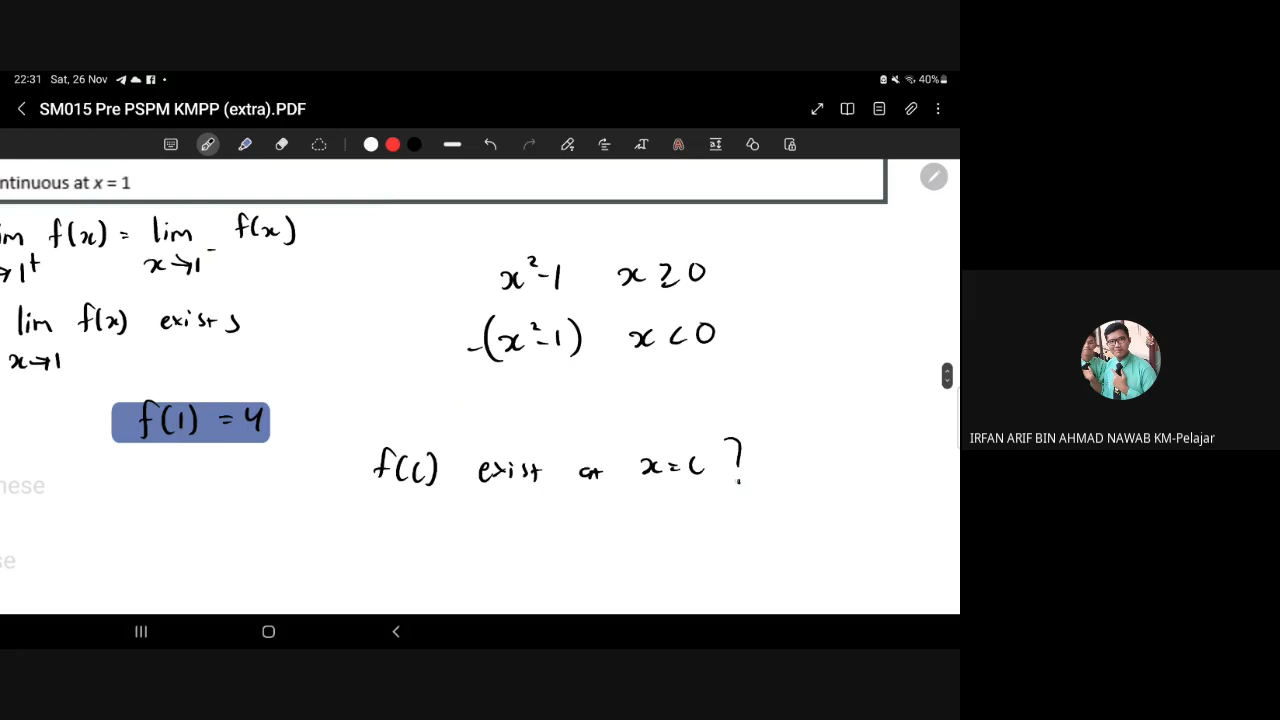 22:31 Sat, 26 Nov
40%
SM015 Pre PSPM KMPP (extra).PDF
ntinuous at x = 1
im f(x) = lim f(x)
→1⁺ x→1⁻
lim f(x) exists
x→1
f(1) = 4
x²-1 x ≥ 0
-(x²-1) x < 0
f(c) exist at x = c ?
nese
se
IRFAN ARIF BIN AHMAD NAWAB KM-Pelajar